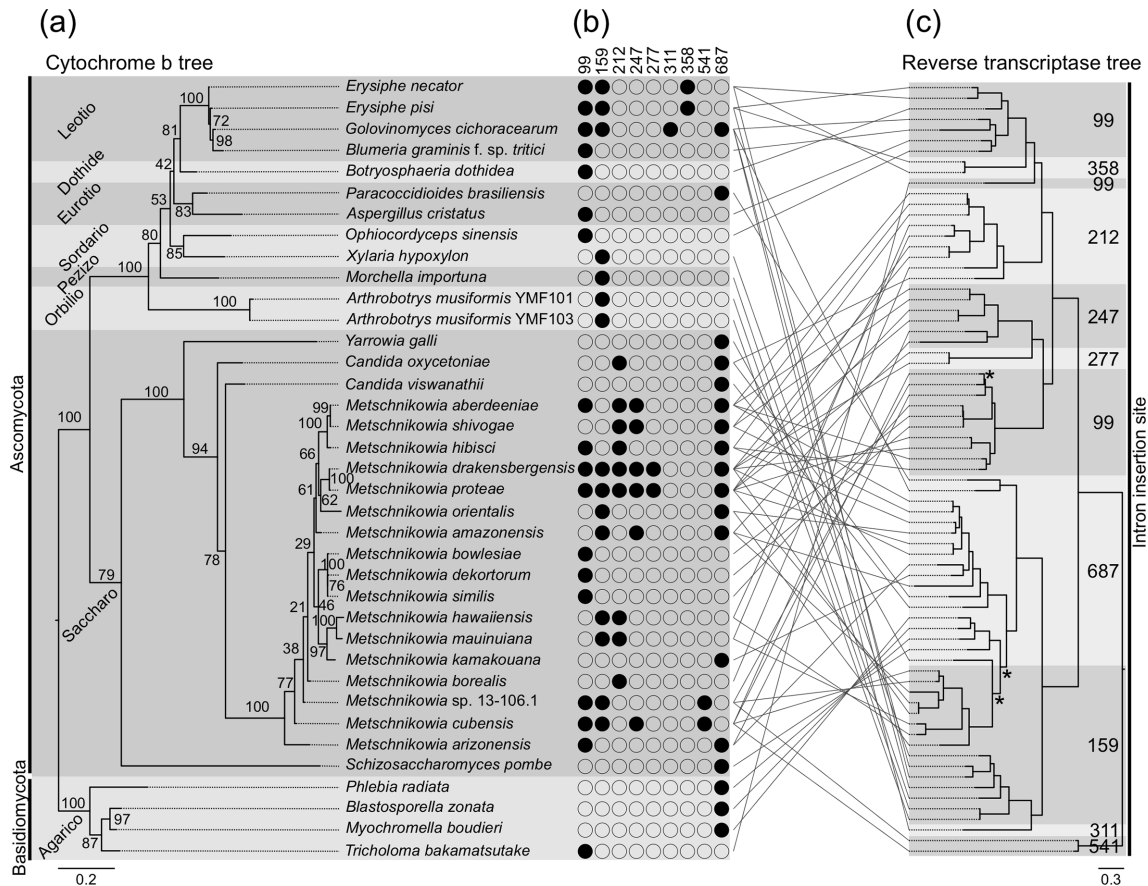 (a)
(b)
(c)
Cytochrome b tree
99
159
212
247
277
311
358
541
687
Reverse transcriptase tree
Ascomycota
Basidiomycota
Leotio
Dothide
Eurotio
Sordario
Pezizo
Orbilio
Saccharo
Agarico
Erysiphe necator
Erysiphe pisi
Golovinomyces cichoracearum
Blumeria graminis f. sp. tritici
Botryosphaeria dothidea
Paracoccidioides brasiliensis
Aspergillus cristatus
Ophiocordyceps sinensis
Xylaria hypoxylon
Morchella importuna
Arthrobotrys musiformis YMF101
Arthrobotrys musiformis YMF103
Yarrowia galli
Candida oxycetoniae
Candida viswanathii
Metschnikowia aberdeeniae
Metschnikowia shivogae
Metschnikowia hibisci
Metschnikowia drakensbergensis
Metschnikowia proteae
Metschnikowia orientalis
Metschnikowia amazonensis
Metschnikowia bowlesiae
Metschnikowia dekortorum
Metschnikowia similis
Metschnikowia hawaiiensis
Metschnikowia mauinuiana
Metschnikowia kamakouana
Metschnikowia borealis
Metschnikowia sp. 13-106.1
Metschnikowia cubensis
Metschnikowia arizonensis
Schizosaccharomyces pombe
Phlebia radiata
Blastosporella zonata
Myochromella boudieri
Tricholoma bakamatsutake
100
72
98
81
42
53
83
80
85
100
100
100
100
94
99
100
66
100
61
62
29
78
100
76
79
21
46
100
38
97
77
100
100
97
87
0.2
99
358
99
212
247
277
*
99
687
*
*
159
311
541
Intron insertion site
0.3